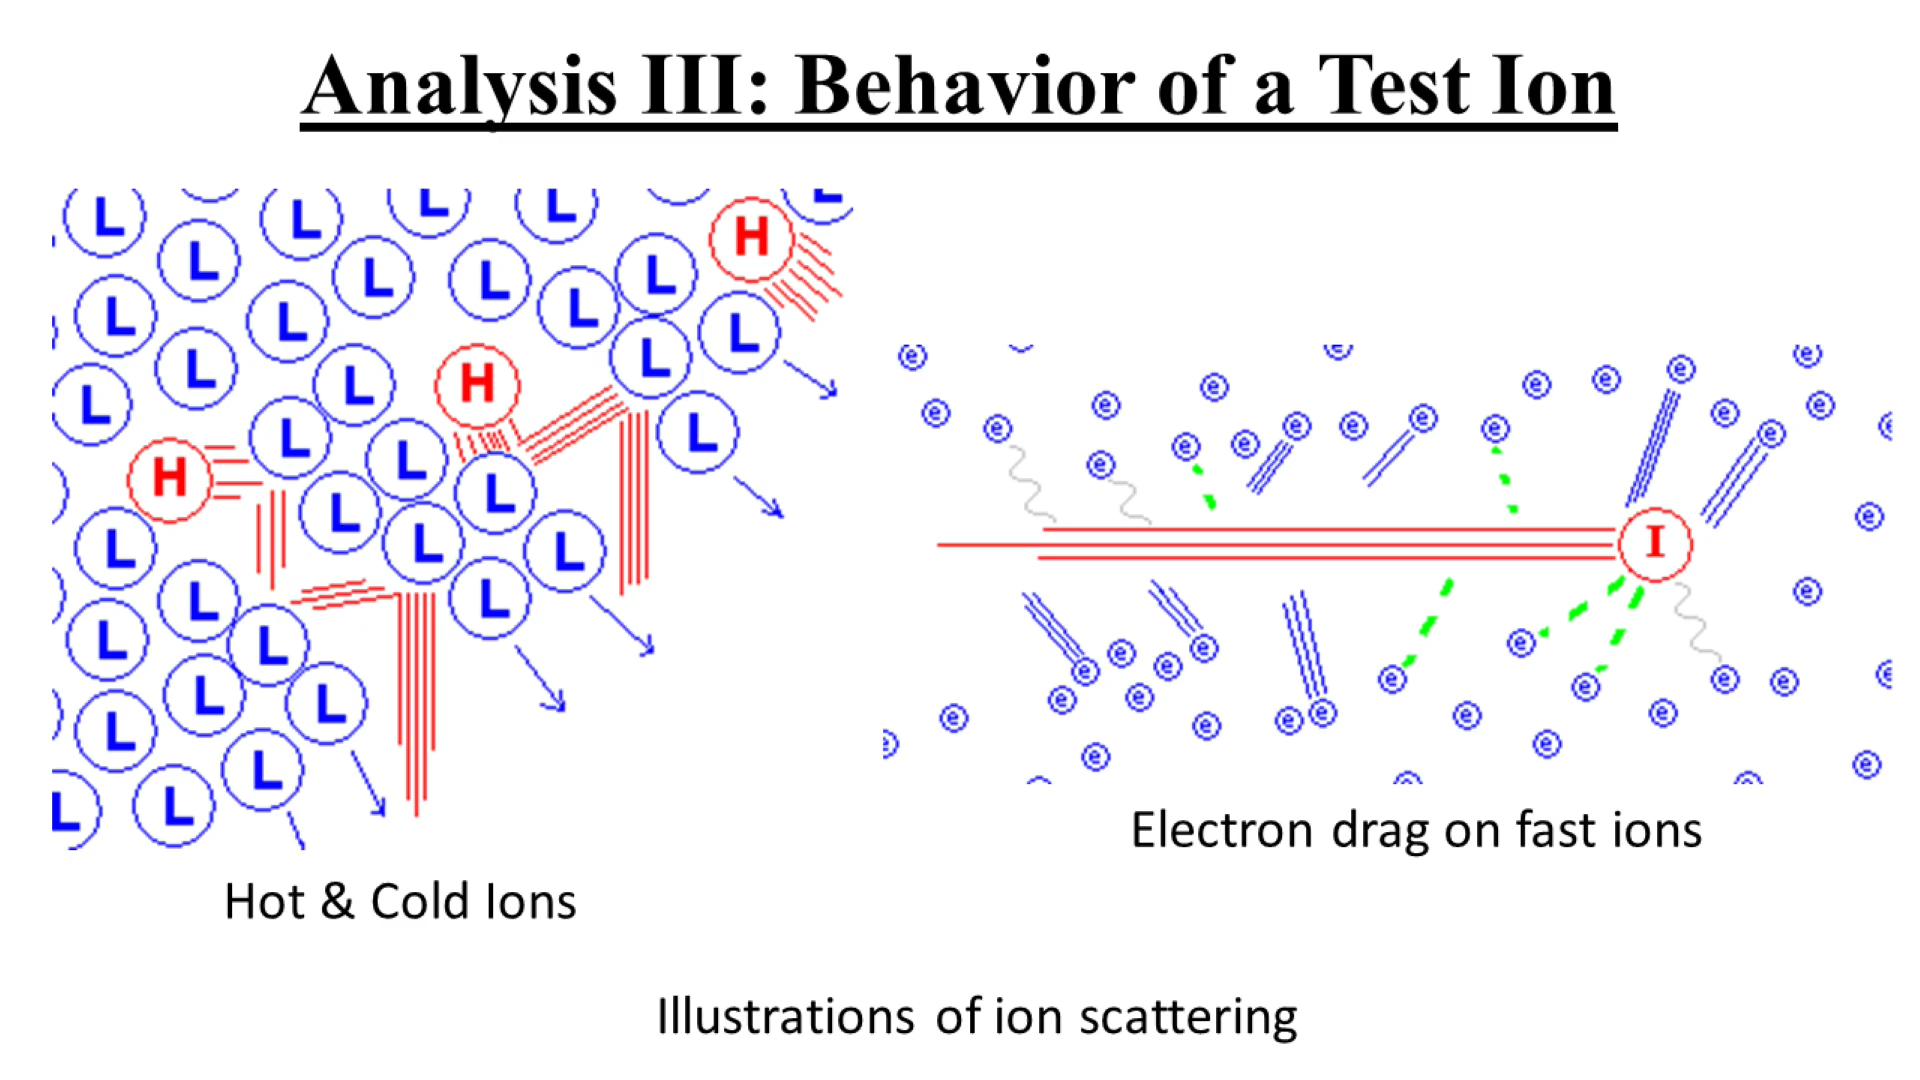 Analysis III: Behavior of a Test Ion
L L L L L H L
L L L L L L
L L L L L
L L L H
L L L L
H L L
L L L L
L L L
L L L
L L
L L
L L
e e e e e
e e e e e
e e e e e e e e
e e
e
I
e
e e e e
e e e e e e e
e e e e e e
e e e
e e
Electron drag on fast ions
Hot & Cold Ions
Illustrations of ion scattering